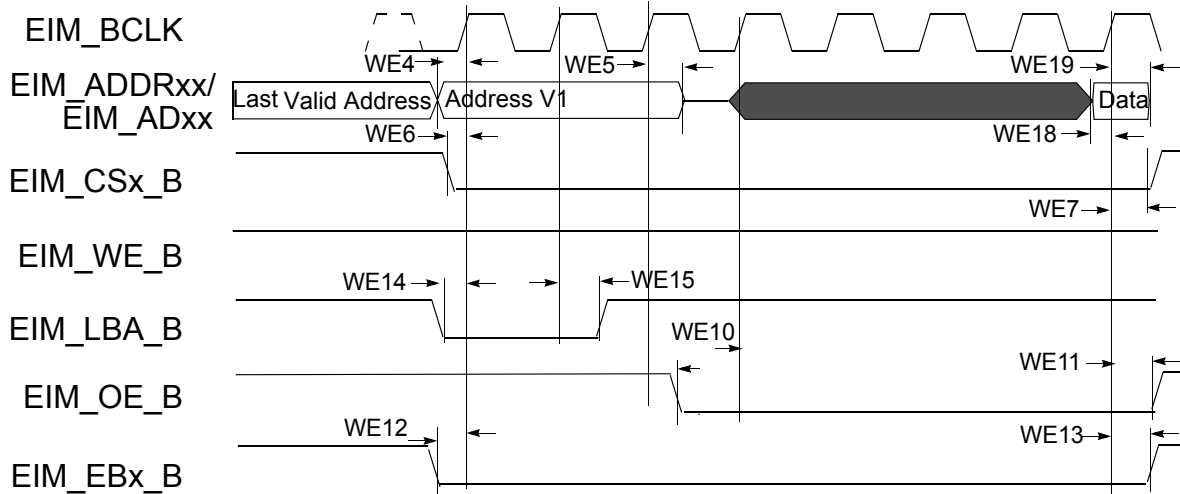 EIM_BCLK
WE4
WE5
WE19
EIM_ADDRxx/
EIM_ADxx
Last Valid Address
Address V1
Data
WE6
WE18
EIM_CSx_B
WE7
EIM_WE_B
WE14
WE15
EIM_LBA_B
WE10
WE11
EIM_OE_B
WE12
WE13
EIM_EBx_B